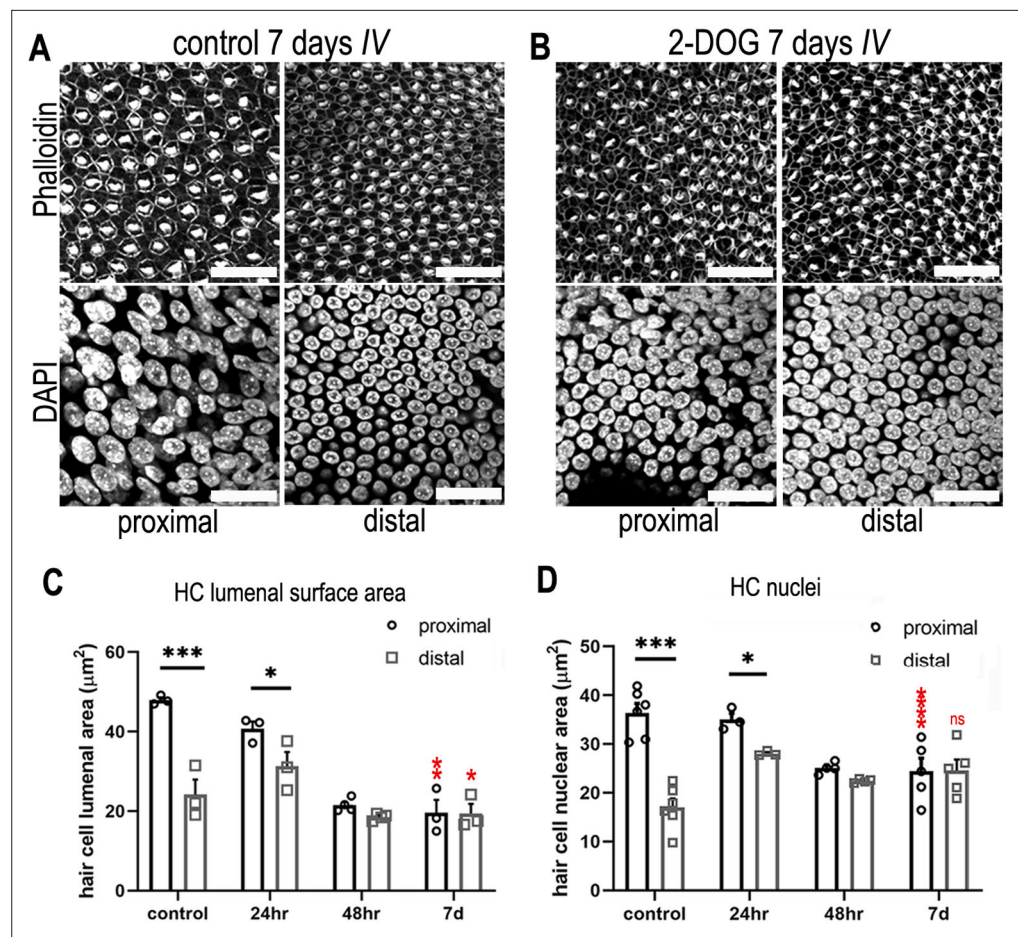 A control 7 days IV
B 2-DOG 7 days IV
Phalloidin
DAPI
proximal distal
proximal distal
C HC lumenal surface area
proximal
distal
hair cell lumenal area (μm²)
60
40
20
0
***
*
**
*
control 24hr 48hr 7d
D HC nuclei
proximal
distal
hair cell nuclear area (μm²)
50
40
30
20
10
0
***
*
****
ns
control 24hr 48hr 7d